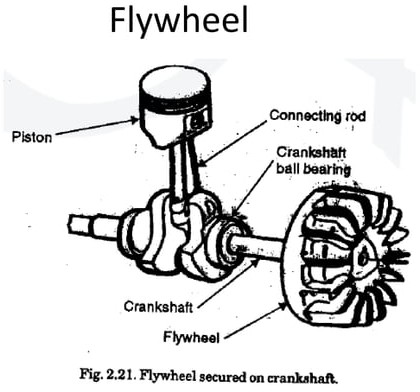 Flywheel
Piston
Connecting rod
Crankshaft
ball bearing
Crankshaft
Flywheel
Fig. 2.21. Flywheel secured on crankshaft.